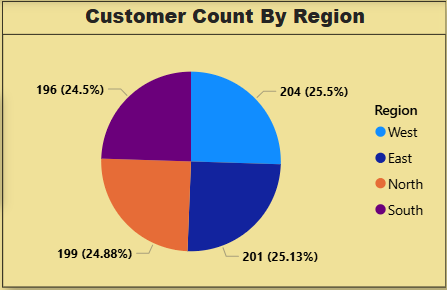 Customer Count By Region
196 (24.5%)
204 (25.5%)
Region
West
East
North
South
199 (24.88%)
201 (25.13%)